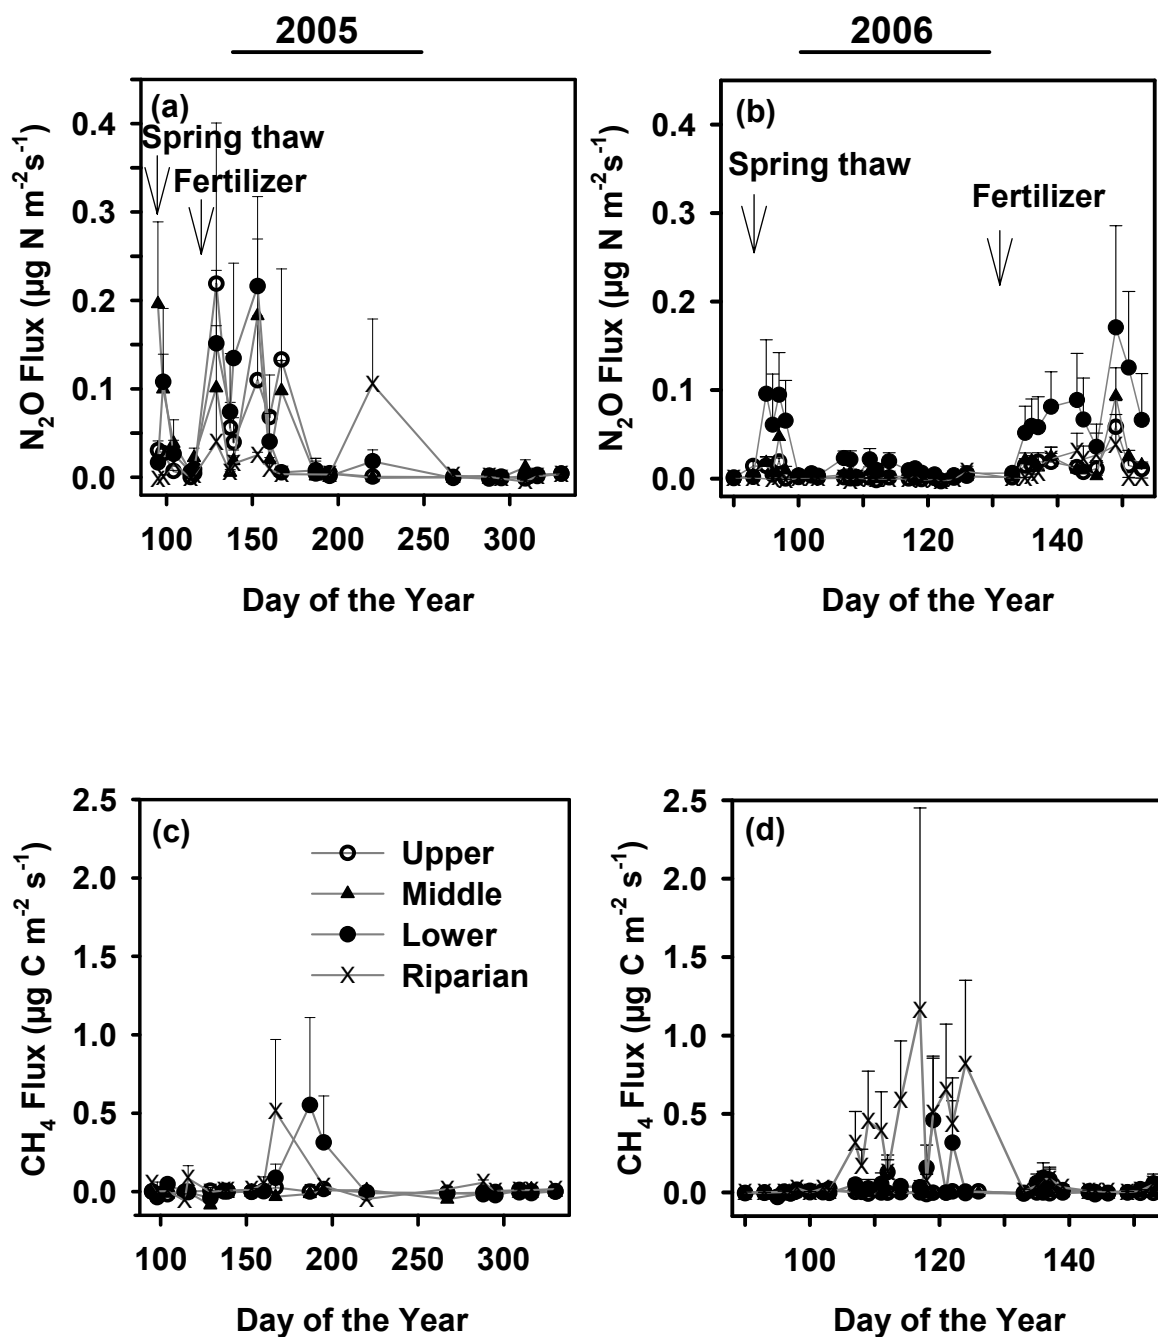 2005
2006
(a)
Spring thaw
Fertilizer
0.4
0.3
0.2
0.1
0.0
N₂O Flux (µg N m⁻²s⁻¹)
100 150 200 250 300
Day of the Year
(b)
Spring thaw
Fertilizer
0.4
0.3
0.2
0.1
0.0
N₂O Flux (µg N m⁻²s⁻¹)
100 120 140
Day of the Year
(c)
Upper
Middle
Lower
Riparian
2.5
2.0
1.5
1.0
0.5
0.0
CH₄ Flux (µg C m⁻² s⁻¹)
100 150 200 250 300
Day of the Year
(d)
2.5
2.0
1.5
1.0
0.5
0.0
CH₄ Flux (µg C m⁻² s⁻¹)
100 120 140
Day of the Year